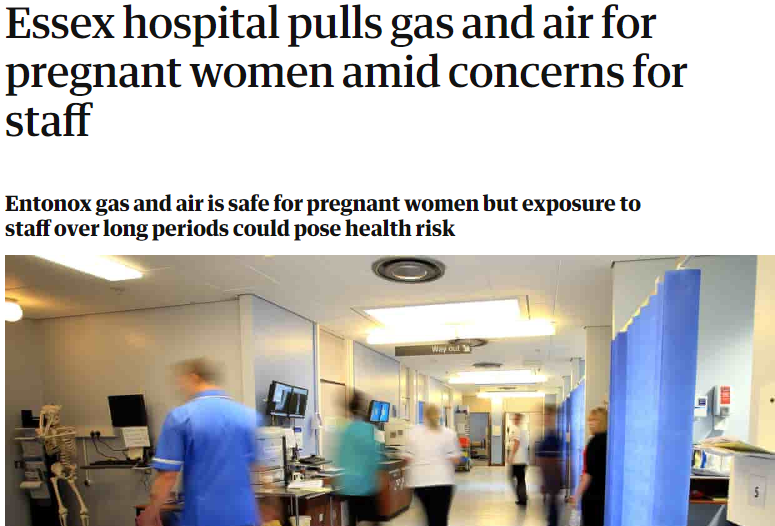 Essex hospital pulls gas and air for
pregnant women amid concerns for
staff
Entonox gas and air is safe for pregnant women but exposure to
staff over long periods could pose health risk
Way out
S